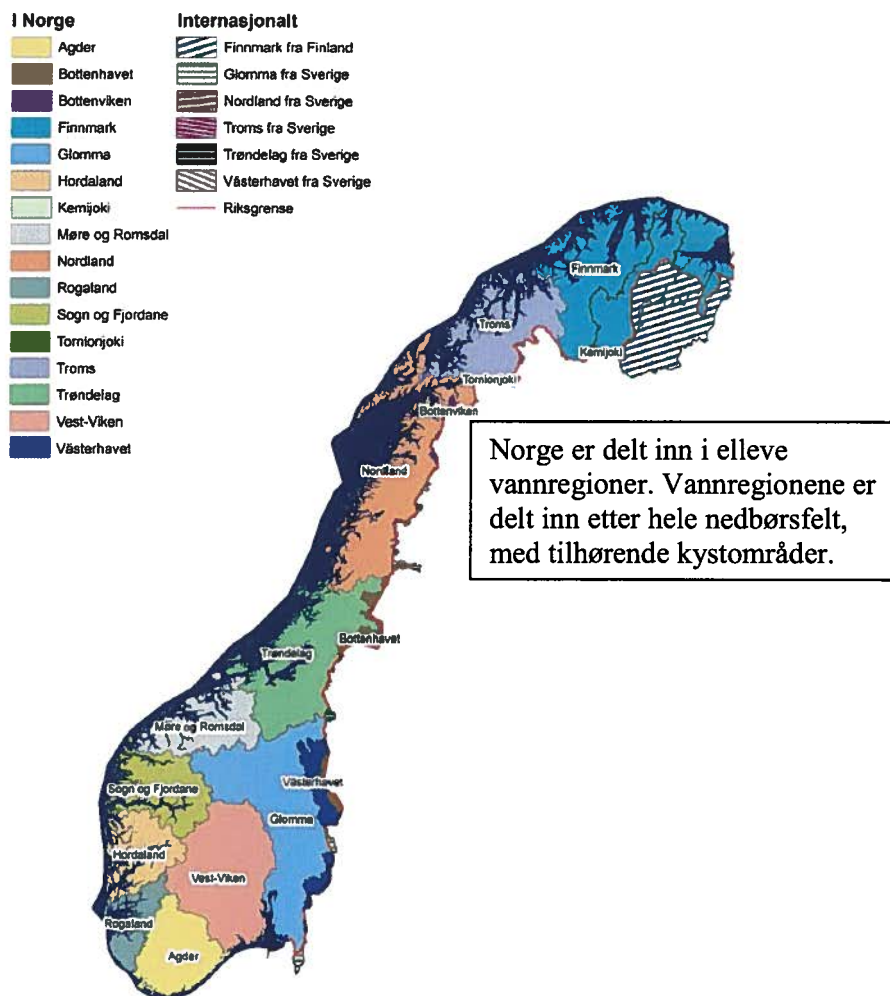 I Norge
Agder
Bottenhavet
Bottenviken
Finnmark
Glomma
Hordaland
Kemijoki
Møre og Romsdal
Nordland
Rogaland
Sogn og Fjordane
Tornionjoki
Troms
Trøndelag
Vest-Viken
Västerhavet
Internasjonalt
Finnmark fra Finland
Glomma fra Sverige
Nordland fra Sverige
Troms fra Sverige
Trøndelag fra Sverige
Västerhavet fra Sverige
Riksgrense
Finnmark
Troms
Kemijoki
Tornionjoki
Bottenviken
Nordland
Norge er delt inn i elleve
vannregioner. Vannregionene er
delt inn etter hele nedbørsfelt,
med tilhørende kystområder.
Bottenhavet
Trøndelag
Møre og Romsdal
Västerhavet
Sogn og Fjordane
Glomma
Hordaland
Vest-Viken
Rogaland
Agder